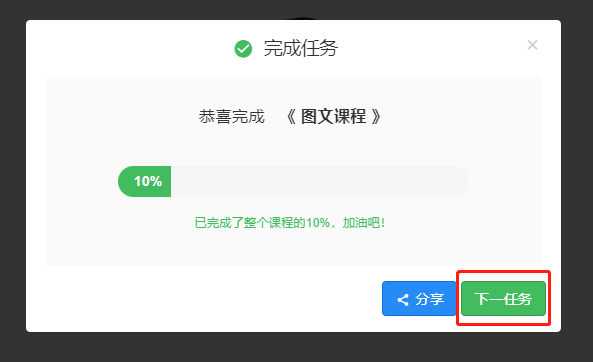 完成任务
×
恭喜完成 《 图文课程 》
10%
已完成了整个课程的10%，加油吧！
分享
下一任务